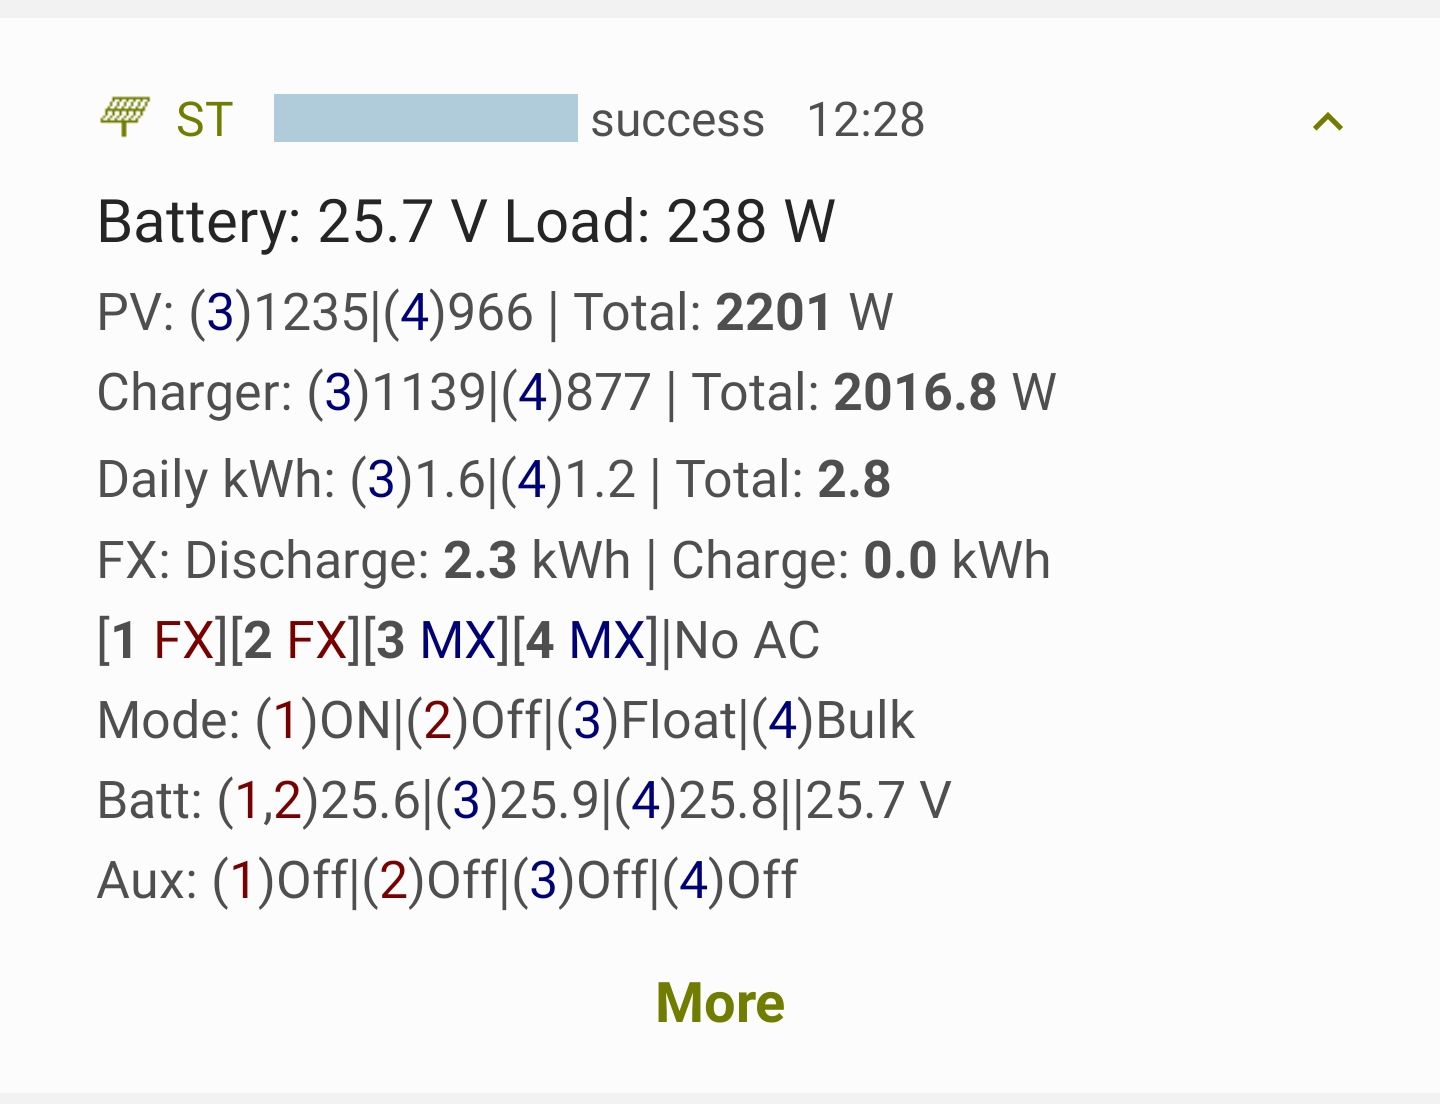 ST success 12:28
Battery: 25.7 V Load: 238 W
PV: (3)1235|(4)966 | Total: 2201 W
Charger: (3)1139|(4)877 | Total: 2016.8 W
Daily kWh: (3)1.6|(4)1.2 | Total: 2.8
FX: Discharge: 2.3 kWh | Charge: 0.0 kWh
[1 FX][2 FX][3 MX][4 MX]|No AC
Mode: (1)ON|(2)Off|(3)Float|(4)Bulk
Batt: (1,2)25.6|(3)25.9|(4)25.8||25.7 V
Aux: (1)Off|(2)Off|(3)Off|(4)Off
More